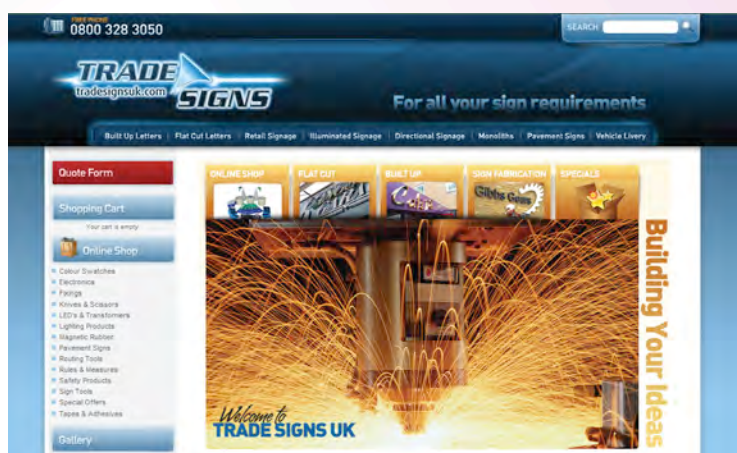 FREE PHONE
0800 328 3050
SEARCH
TRADE
tradesignsuk.com
SIGNS
For all your sign requirements
Built Up Letters | Flat Cut Letters | Retail Signage | Illuminated Signage | Directional Signage | Monoliths | Pavement Signs | Vehicle Livery
Quote Form
Shopping Cart
Your cart is empty
Online Shop
Colour Swatches
Electronics
Fixings
Knives & Scissors
LED's & Transformers
Lighting Products
Magnetic Rubber
Pavement Signs
Routing Tools
Rules & Measures
Safety Products
Sign Tools
Special Offers
Tapes & Adhesives
Gallery
ONLINE SHOP
FLAT CUT
BUILT UP
SIGN FABRICATION
SPECIALS
Gibbs Gears
Building Your Ideas
Welcome to
TRADE SIGNS UK